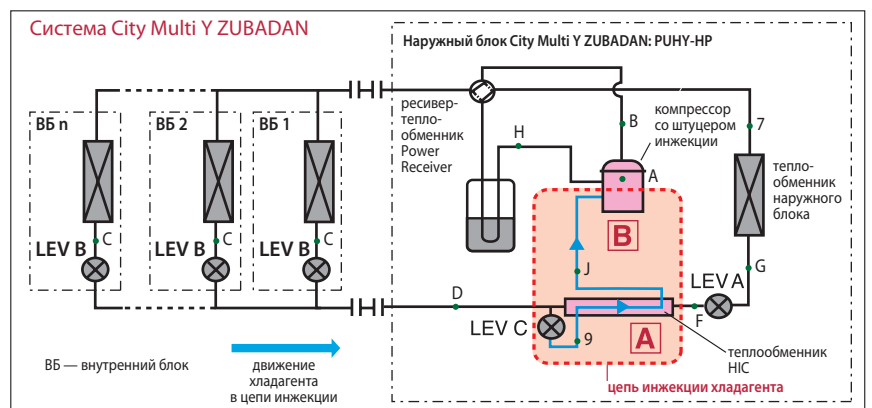 Система City Multi Y ZUBADAN
Наружный блок City Multi Y ZUBADAN: PUHY-HP
ВБ n
ВБ 2
ВБ 1
ресивер-
тепло-
обменник
Power
Receiver
H
B
компрессор
со штуцером
инжекции
A
7
тепло-
обменник
наружного
блока
B
LEV B
C
LEV B
C
LEV B
C
J
G
LEV A
D
F
LEV C
9
A
теплообменник
HIC
ВБ — внутренний блок
движение
хладагента
в цепи инжекции
цепь инжекции хладагента